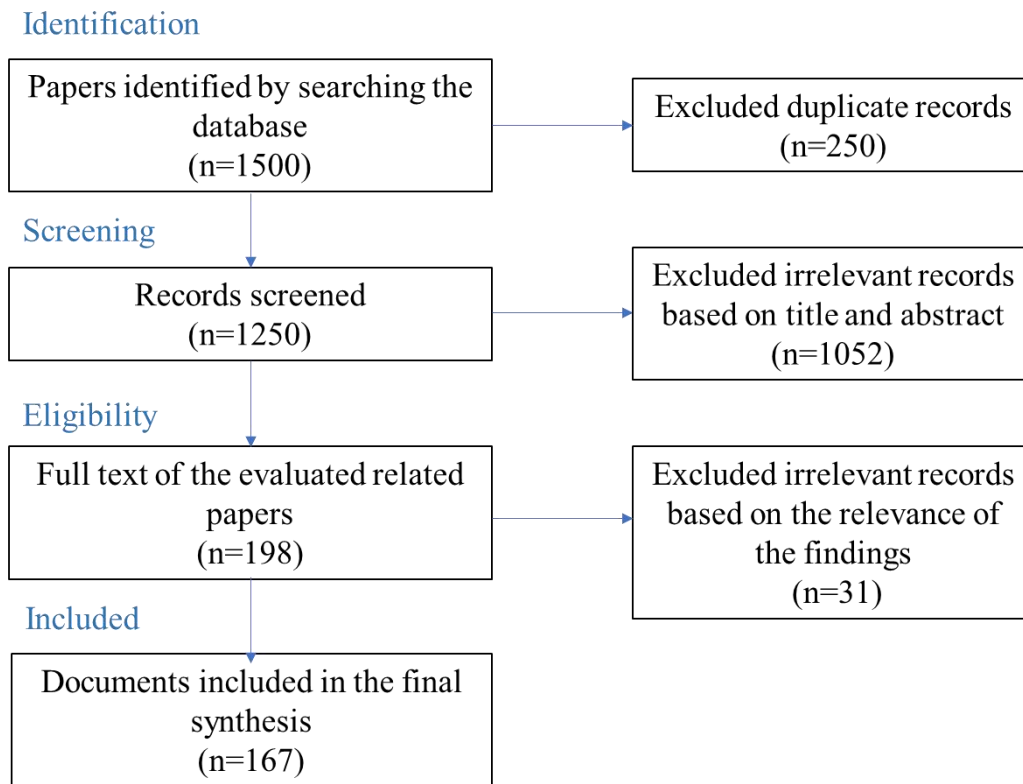 Identification
Papers identified by searching the
database
(n=1500)
Excluded duplicate records
(n=250)
Screening
Records screened
(n=1250)
Excluded irrelevant records
based on title and abstract
(n=1052)
Eligibility
Full text of the evaluated related
papers
(n=198)
Excluded irrelevant records
based on the relevance of
the findings
(n=31)
Included
Documents included in the final
synthesis
(n=167)